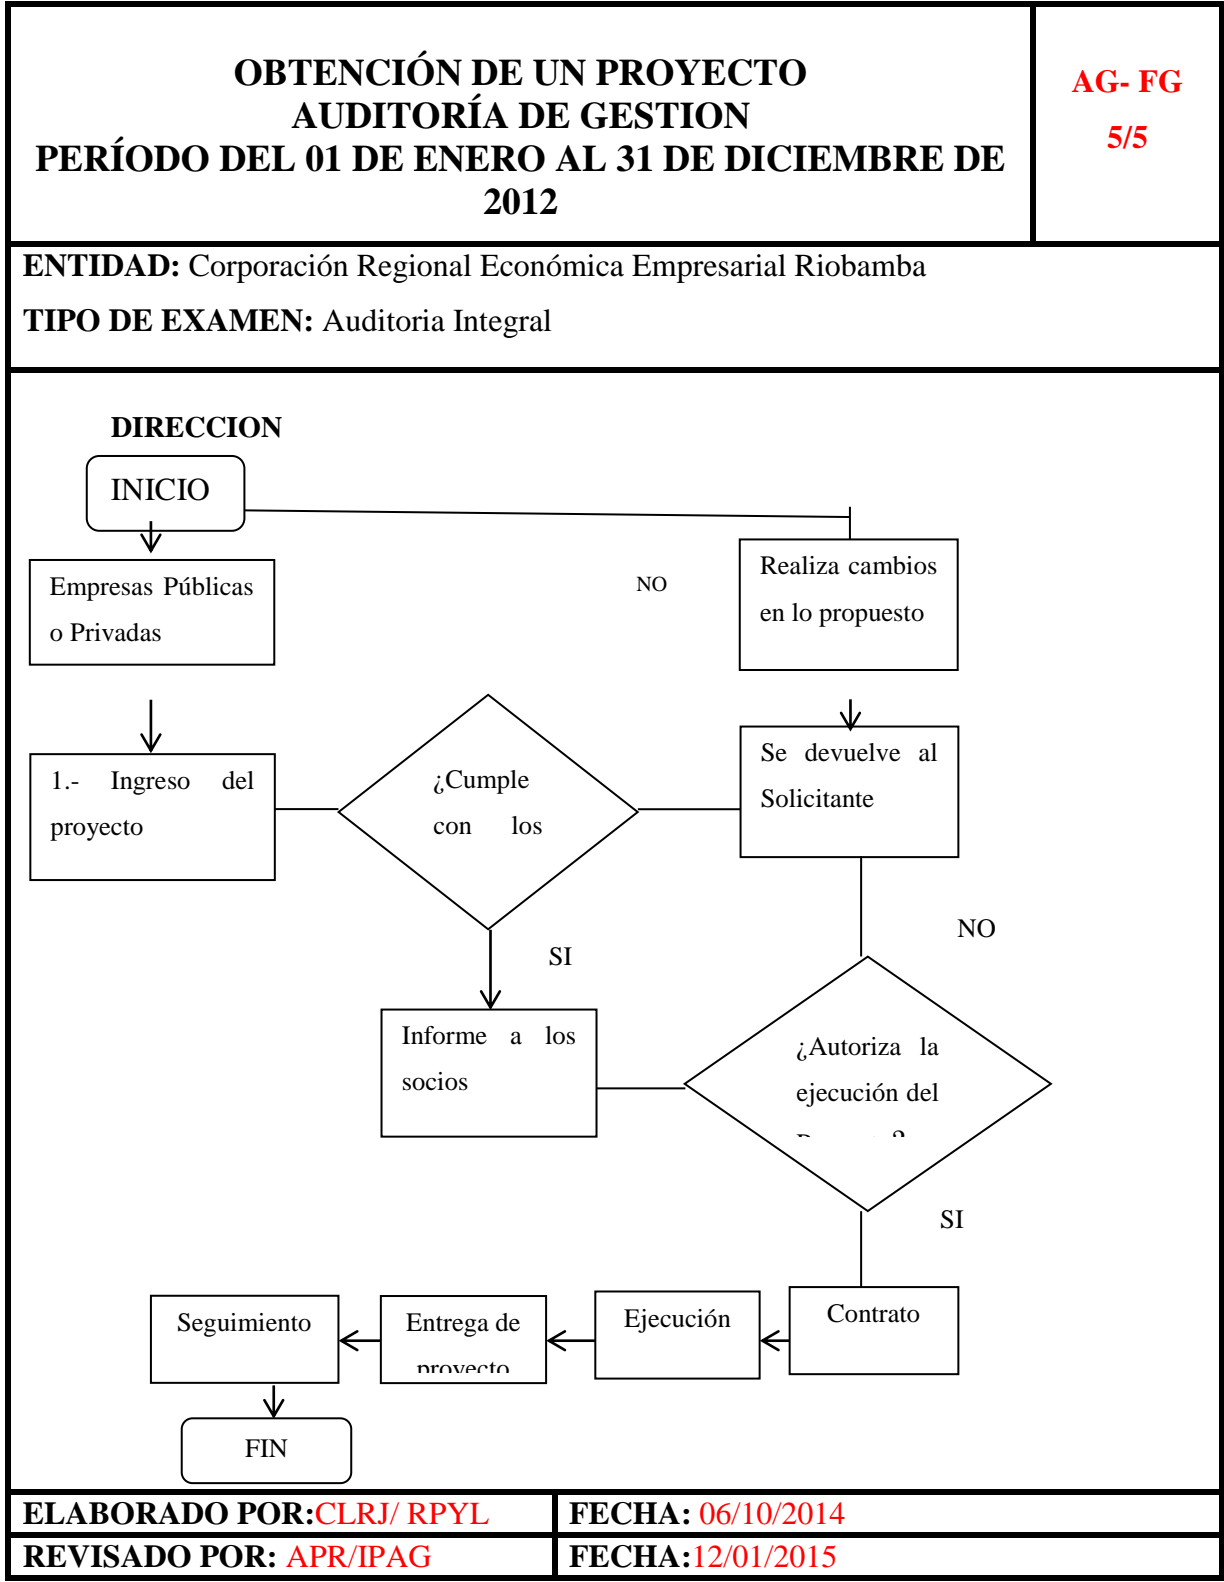 OBTENCIÓN DE UN PROYECTO
AUDITORÍA DE GESTION
PERÍODO DEL 01 DE ENERO AL 31 DE DICIEMBRE DE
2012
AG- FG
5/5
ENTIDAD: Corporación Regional Económica Empresarial Riobamba
TIPO DE EXAMEN: Auditoria Integral
DIRECCION
INICIO
Empresas Públicas
o Privadas
NO
Realiza cambios
en lo propuesto
1.- Ingreso del
proyecto
¿Cumple
con los
Se devuelve al
Solicitante
SI
NO
Informe a los
socios
¿Autoriza la
ejecución del
SI
Contrato
Ejecución
Entrega de
proyecto
Seguimiento
FIN
ELABORADO POR:CLRJ/ RPYL
FECHA: 06/10/2014
REVISADO POR: APR/IPAG
FECHA:12/01/2015